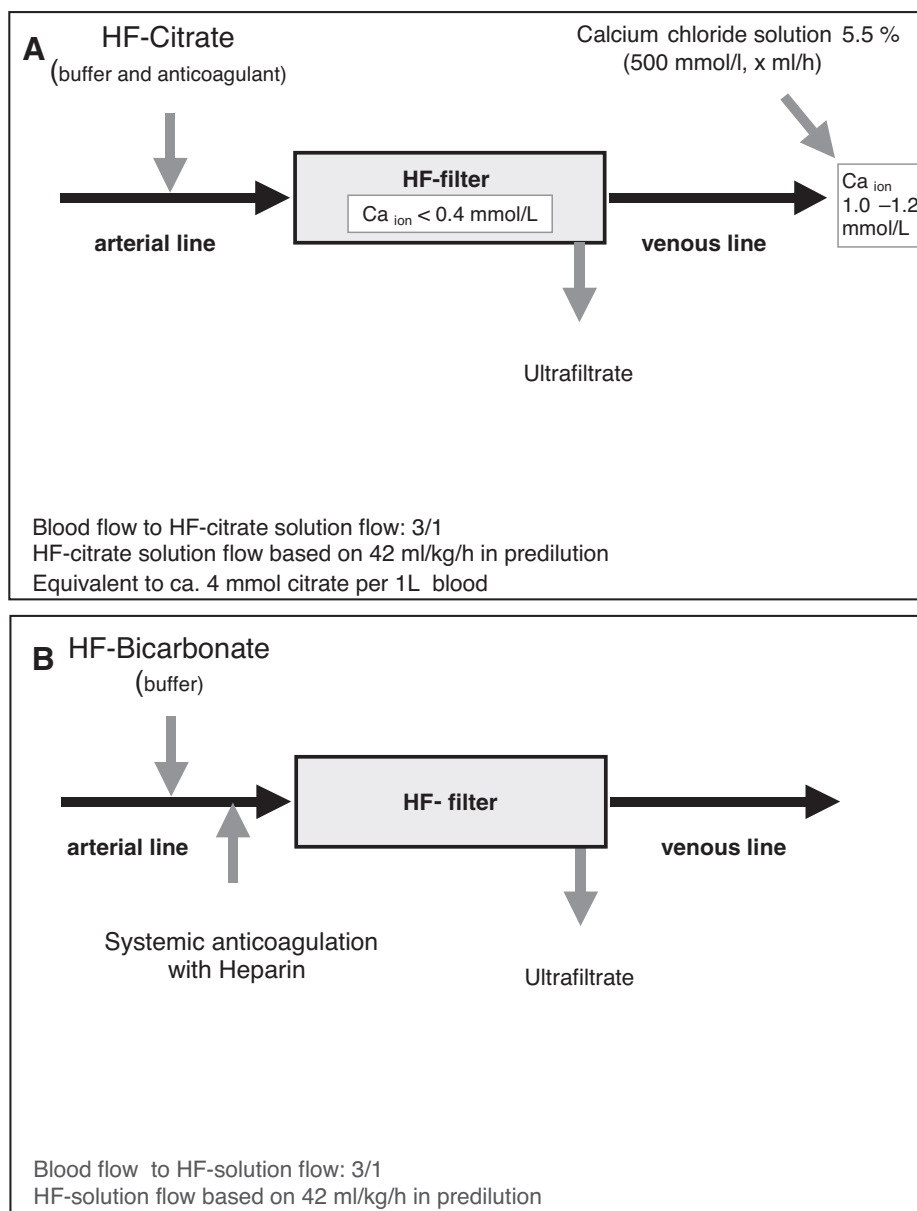 A
HF-Citrate
(buffer and anticoagulant)
Calcium chloride solution 5.5 %
(500 mmol/l, x ml/h)
HF-filter
Ca ion < 0.4 mmol/L
Ca ion
1.0 –1.2
mmol/L
arterial line
venous line
Ultrafiltrate
Blood flow to HF-citrate solution flow: 3/1
HF-citrate solution flow based on 42 ml/kg/h in predilution
Equivalent to ca. 4 mmol citrate per 1L blood
B
HF-Bicarbonate
(buffer)
HF- filter
arterial line
venous line
Systemic anticoagulation
with Heparin
Ultrafiltrate
Blood flow to HF-solution flow: 3/1
HF-solution flow based on 42 ml/kg/h in predilution